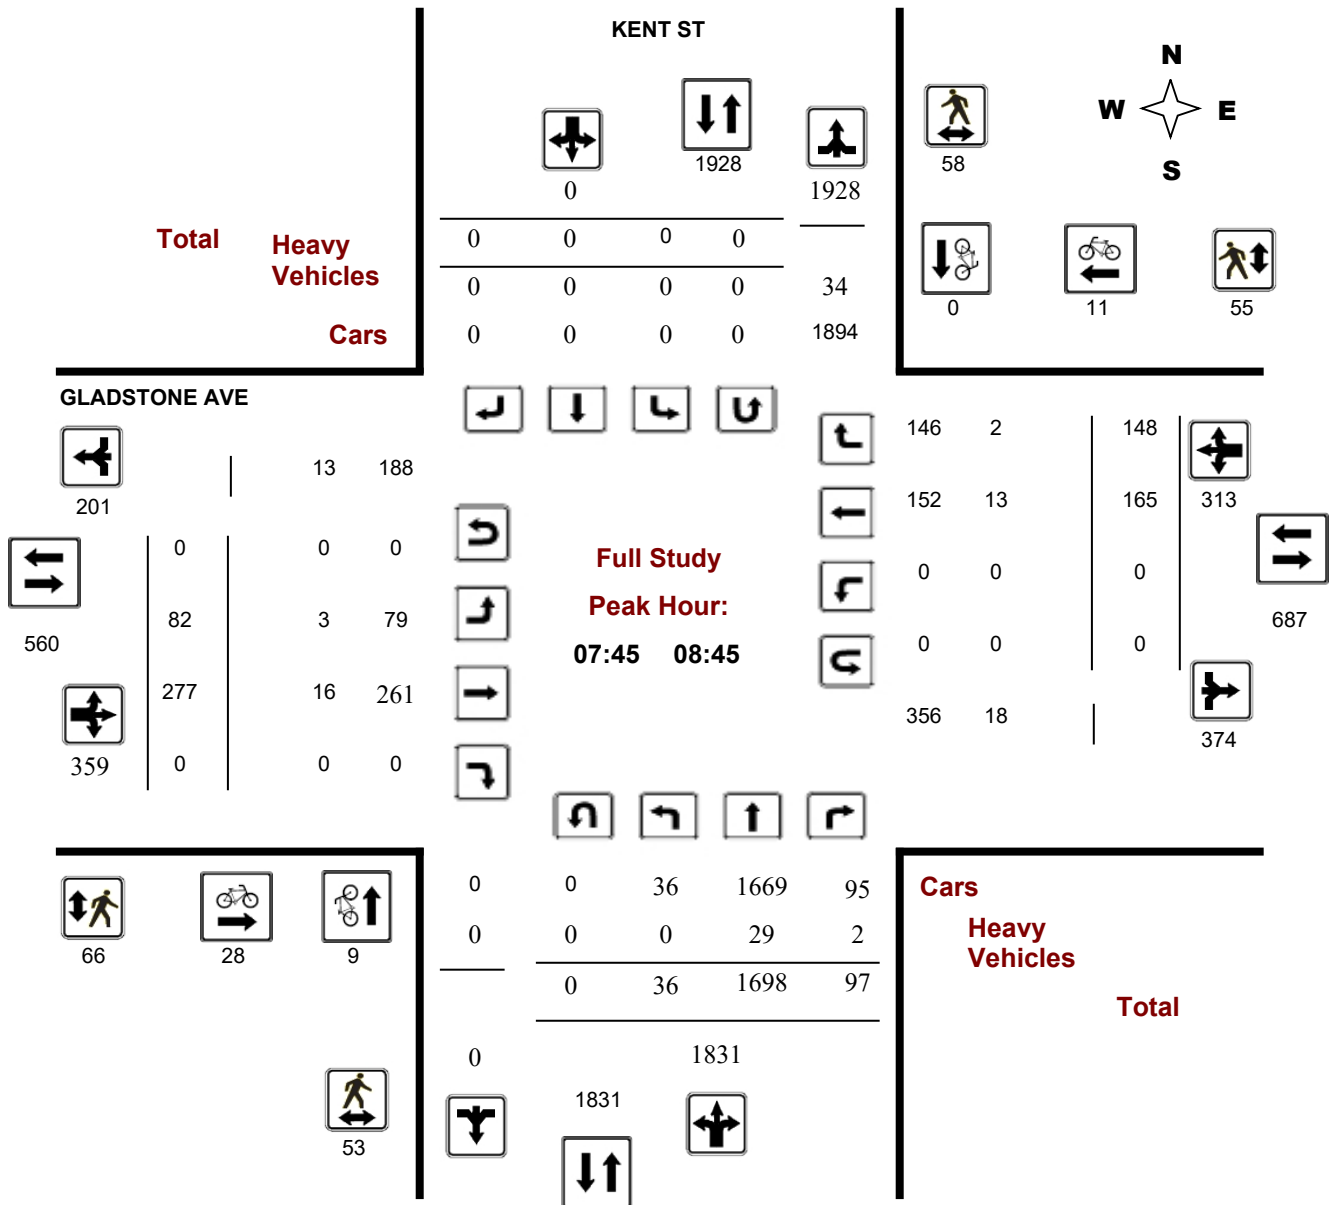 KENT ST
N
W E
S
1928
58
0 1928
Total
Heavy
Vehicles
Cars
0 0 0 0
0 0 0 0 34
0 0 0 0 1894
0 11 55
GLADSTONE AVE
201
13 188
0 0 0
82 3 79
560
277 16 261
359
0 0 0
Full Study
Peak Hour:
07:45 08:45
146 2 148
152 13 165 313
0 0 0
687
0 0 0
356 18
374
66 28 9
53
0 0 36 1669 95
0 0 0 29 2
0 36 1698 97
0 1831
1831
Cars
Heavy
Vehicles
Total